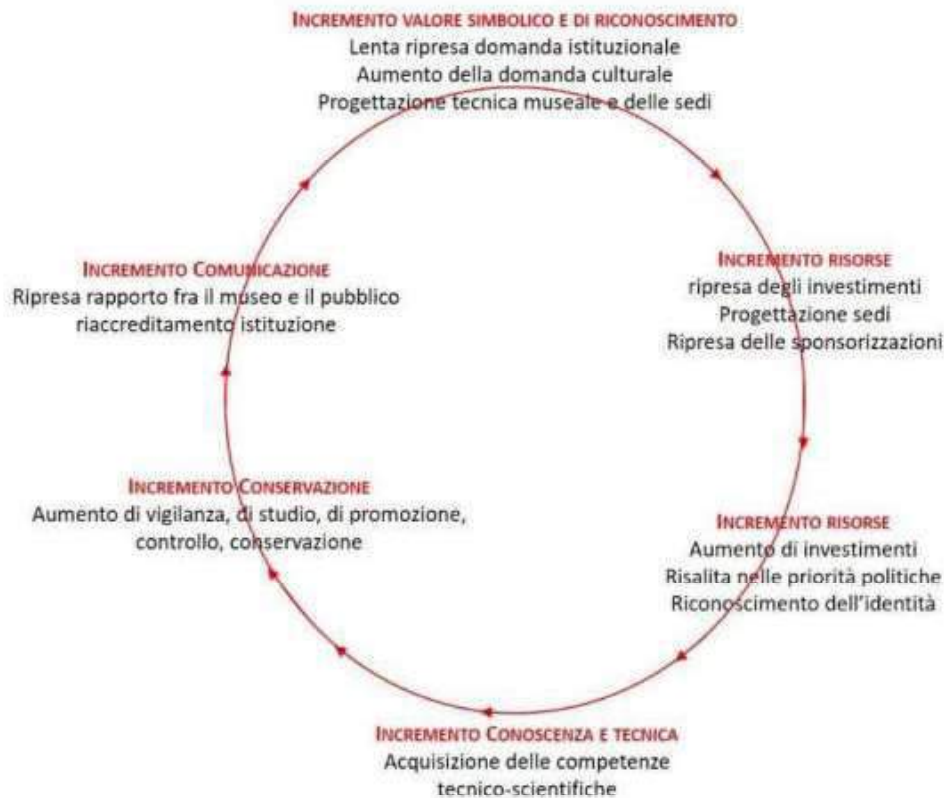 INCREMENTO VALORE SIMBOLICO E DI RICONOSCIMENTO
Lenta ripresa domanda istituzionale
Aumento della domanda culturale
Progettazione tecnica museale e delle sedi
INCREMENTO RISORSE
ripresa degli investimenti
Progettazione sedi
Ripresa delle sponsorizzazioni
INCREMENTO RISORSE
Aumento di investimenti
Risalita nelle priorità politiche
Riconoscimento dell'identità
INCREMENTO CONOSCENZA E TECNICA
Acquisizione delle competenze
tecnico-scientifiche
INCREMENTO CONSERVAZIONE
Aumento di vigilanza, di studio, di promozione,
controllo, conservazione
INCREMENTO COMUNICAZIONE
Ripresa rapporto fra il museo e il pubblico
riaccreditamento istituzione